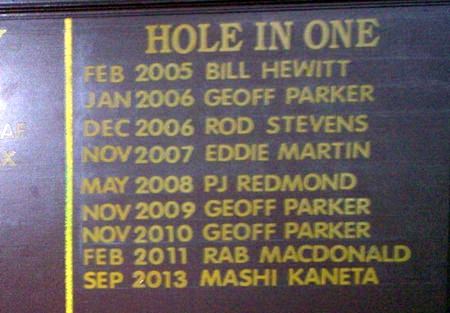 HOLE IN ONE
FEB 2005 BILL HEWITT
JAN 2006 GEOFF PARKER
DEC 2006 ROD STEVENS
NOV 2007 EDDIE MARTIN
MAY 2008 PJ REDMOND
NOV 2009 GEOFF PARKER
NOV 2010 GEOFF PARKER
FEB 2011 RAB MACDONALD
SEP 2013 MASHI KANETA